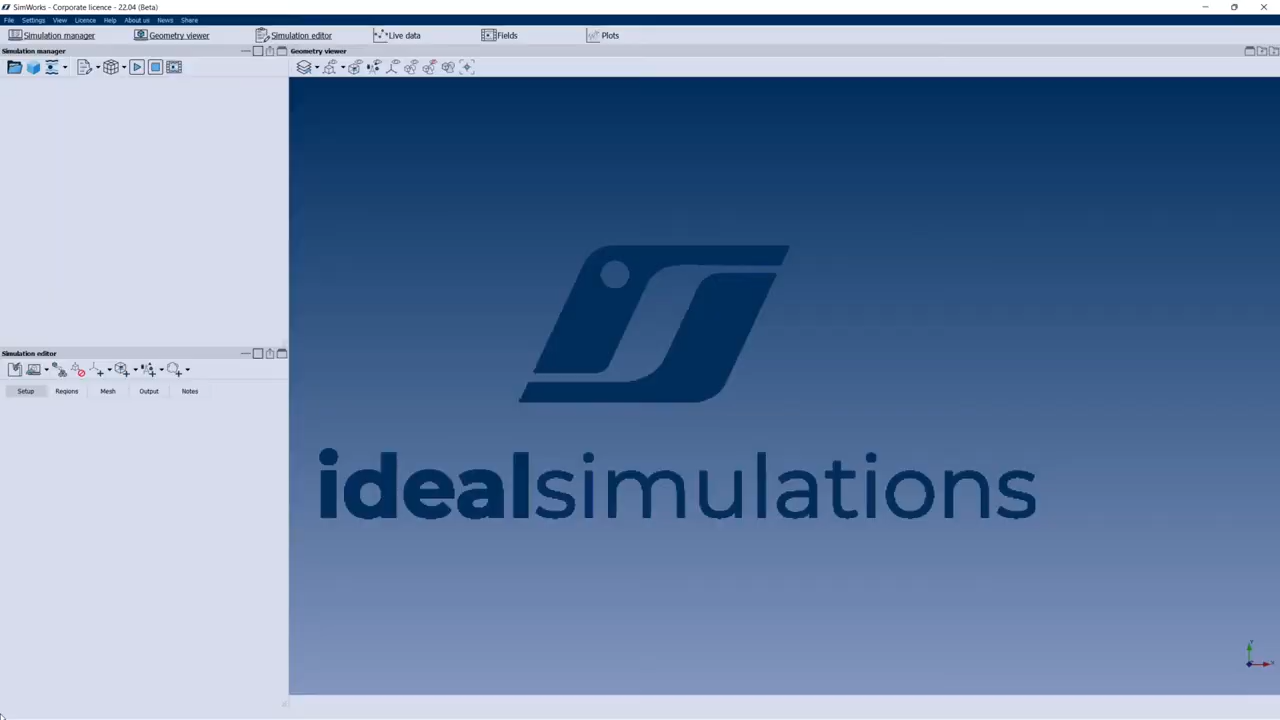 SimWorks - Corporate licence - 22.04 (Beta)
File Settings View Licence Help About us News Share
Simulation manager Geometry viewer Simulation editor Live data Fields Plots
Simulation manager
Geometry viewer
idealsimulations
Simulation editor
Setup Regions Mesh Output Notes